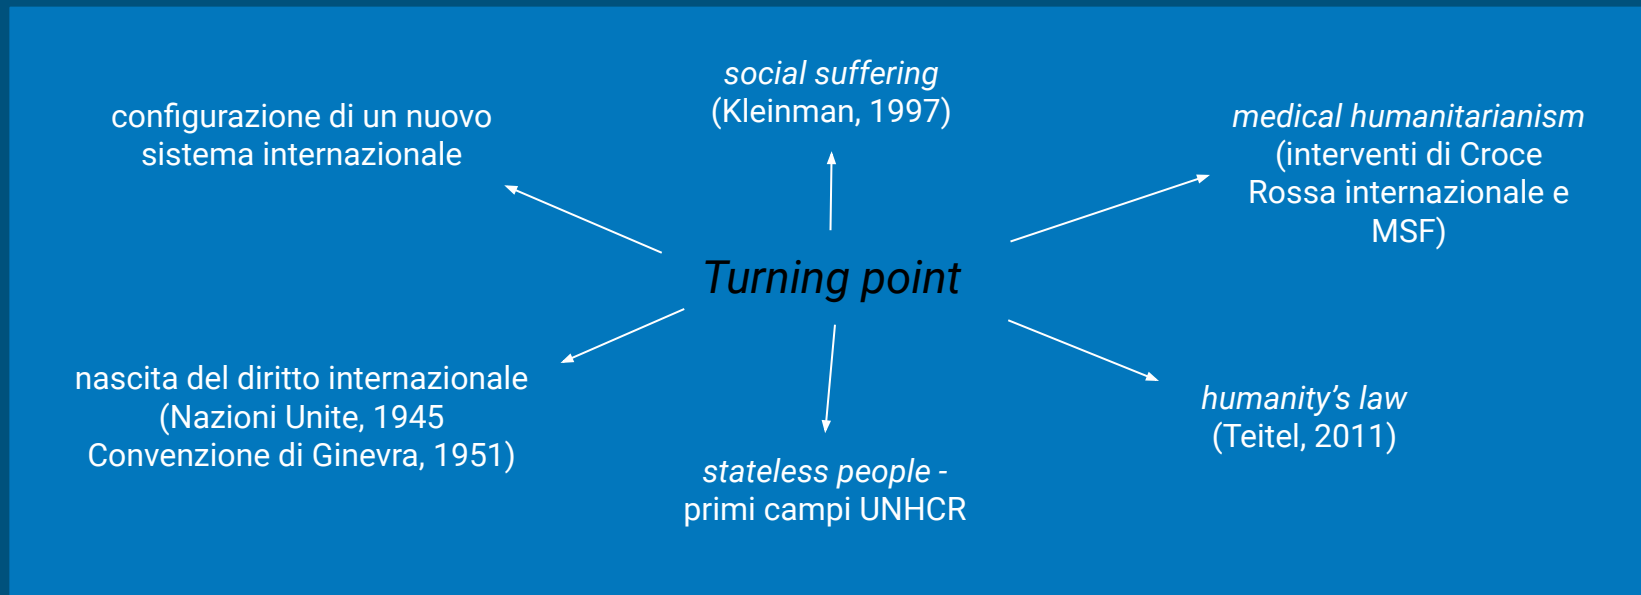 configurazione di un nuovo
sistema internazionale
social suffering
(Kleinman, 1997)
medical humanitarianism
(interventi di Croce
Rossa internazionale e
MSF)
Turning point
nascita del diritto internazionale
(Nazioni Unite, 1945
Convenzione di Ginevra, 1951)
stateless people -
primi campi UNHCR
humanity’s law
(Teitel, 2011)